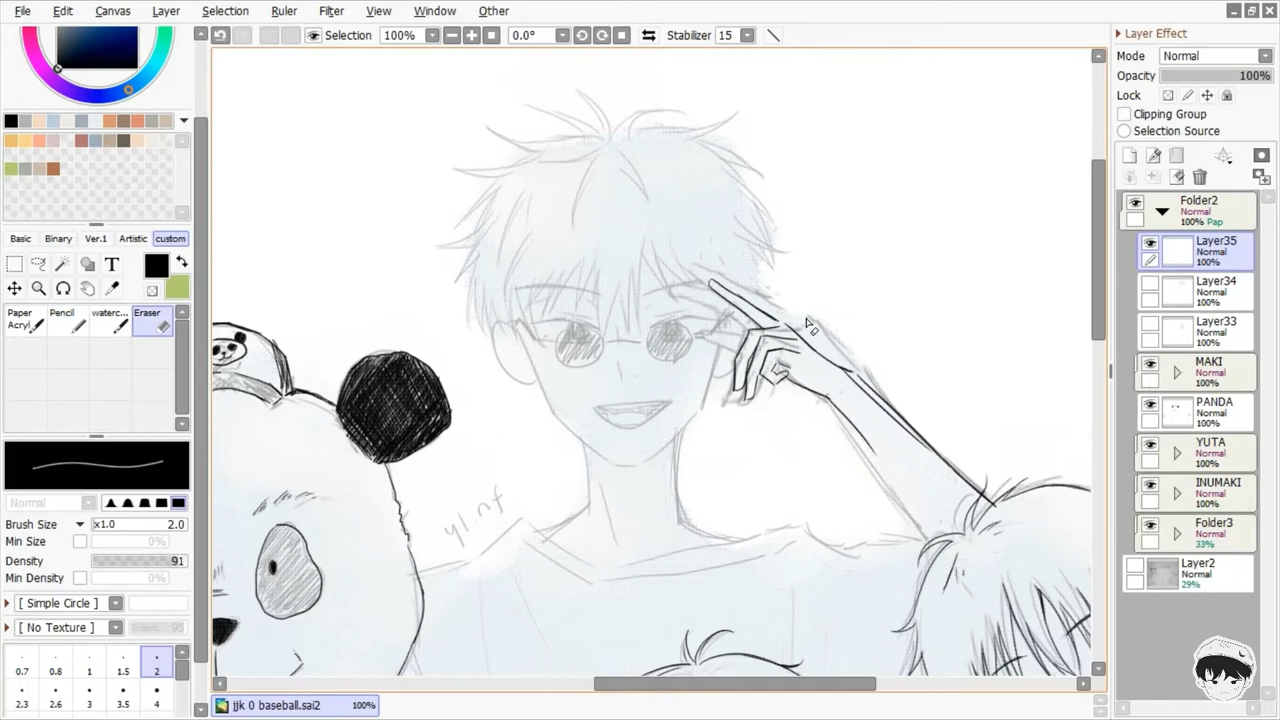 File Edit Canvas Layer Selection Ruler Filter View Window Other
Selection 100% 0.0° Stabilizer 15
Basic Binary Ver.1 Artistic custom
T
Paper Acryl Pencil waterc... Eraser
Normal
Brush Size x1.0 2.0
Min Size 0%
Density 91
Min Density 0%
[ Simple Circle ]
[ No Texture ] 95
0.7 0.8 1 1.5 2
2.3 2.6 3 3.5 4
jjk 0 baseball.sai2 100%
Layer Effect
Mode Normal
Opacity 100%
Lock
Clipping Group
Selection Source
Folder2
Normal
100% Pap
Layer35
Normal
100%
Layer34
Normal
100%
Layer33
Normal
100%
MAKI
Normal
100%
PANDA
Normal
100%
YUTA
Normal
100%
INUMAKI
Normal
100%
Folder3
Normal
33%
Layer2
Normal
29%